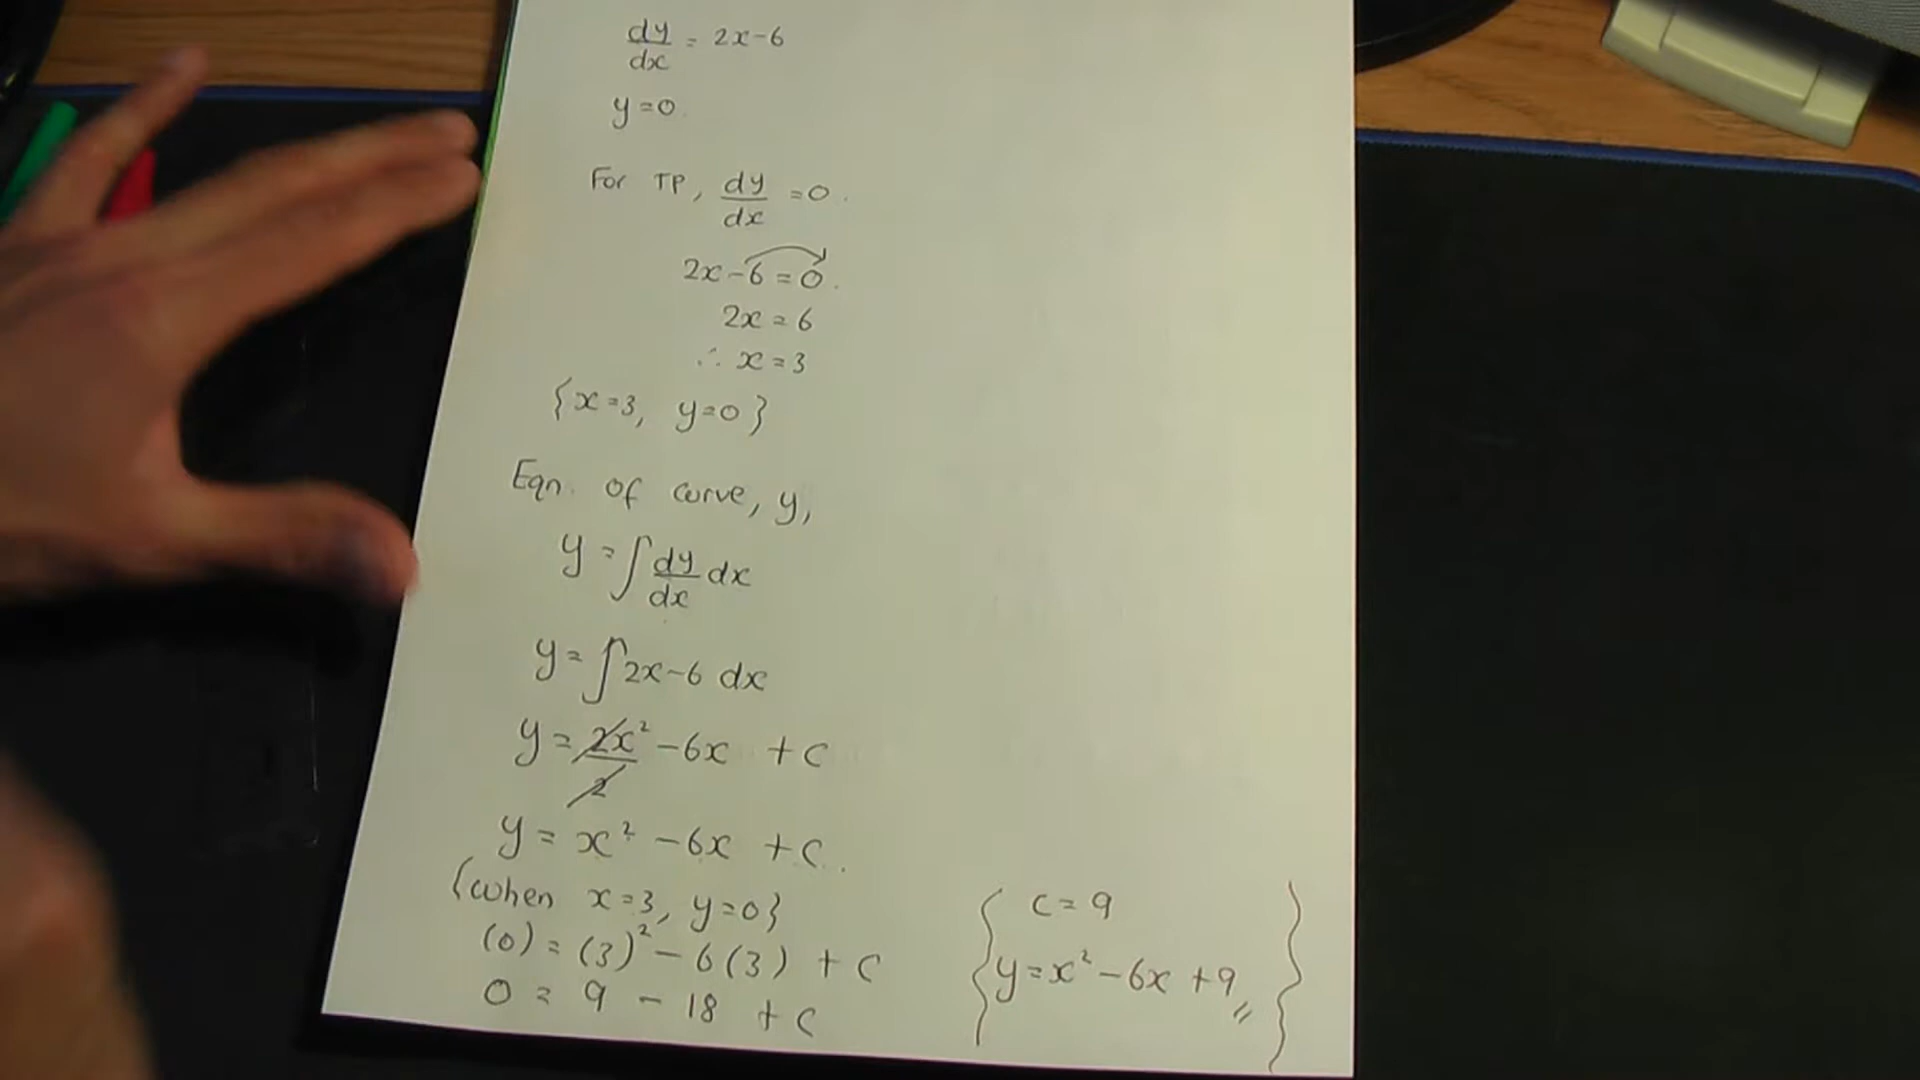 dy/dx = 2x-6
y=0.
For TP, dy/dx =0.
2x-6=0.
2x=6
∴ x=3
{x=3, y=0}
Eqn. of curve, y,
y=∫dy/dx dx
y=∫2x-6 dx
y=2x²/2 -6x +c
y= x² -6x +c.
{when x=3, y=0}
(0)=(3)²-6(3) + c
0 = 9 - 18 + c
c=9
y=x²-6x+9